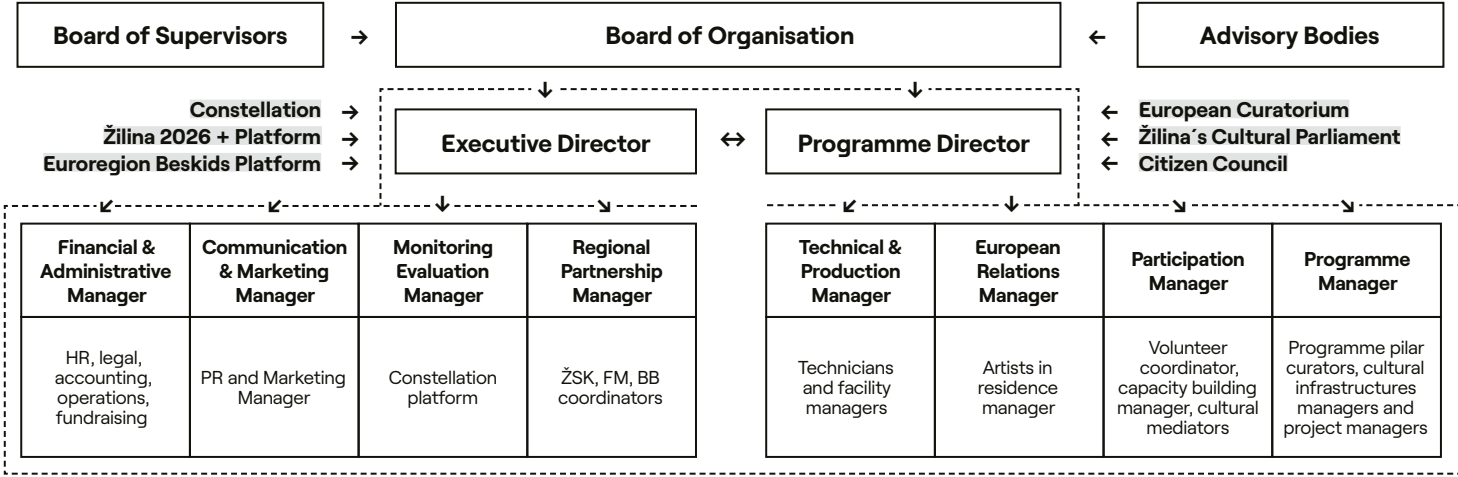 Board of Supervisors
→
Board of Organisation
←
Advisory Bodies
Constellation →
Žilina 2026 + Platform →
Euroregion Beskids Platform →
Executive Director
↔
Programme Director
← European Curatorium
← Žilina´s Cultural Parliament
← Citizen Council
Financial &
Administrative
Manager
Communication
& Marketing
Manager
Monitoring
Evaluation
Manager
Regional
Partnership
Manager
Technical &
Production
Manager
European
Relations
Manager
Participation
Manager
Programme
Manager
HR, legal,
accounting,
operations,
fundraising
PR and Marketing
Manager
Constellation
platform
ŽSK, FM, BB
coordinators
Technicians
and facility
managers
Artists in
residence
manager
Volunteer
coordinator,
capacity building
manager, cultural
mediators
Programme pilar
curators, cultural
infrastructures
managers and
project managers